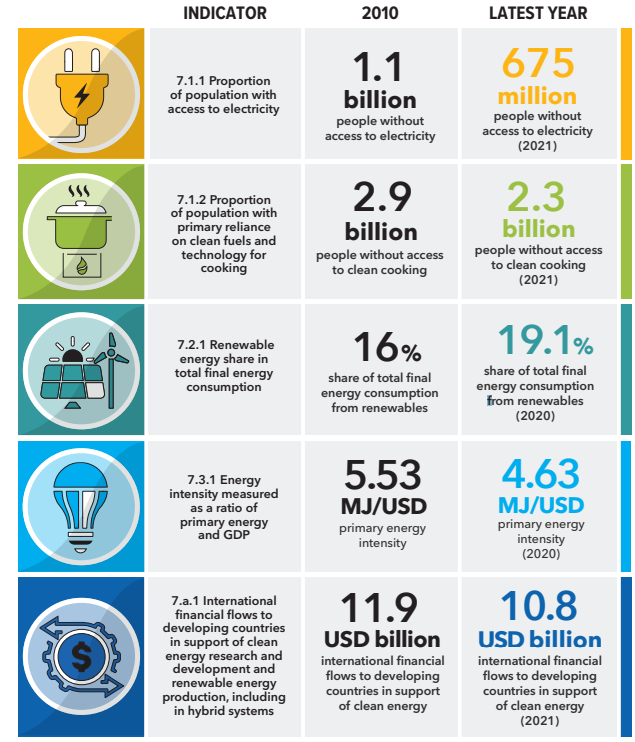 INDICATOR
2010
LATEST YEAR
7.1.1 Proportion
of population with
access to electricity
1.1
billion
people without
access to electricity
675
million
people without
access to electricity
(2021)
7.1.2 Proportion
of population with
primary reliance
on clean fuels and
technology for
cooking
2.9
billion
people without access
to clean cooking
2.3
billion
people without access
to clean cooking
(2021)
7.2.1 Renewable
energy share in
total final energy
consumption
16%
share of total final
energy consumption
from renewables
19.1%
share of total final
energy consumption
from renewables
(2020)
7.3.1 Energy
intensity measured
as a ratio of
primary energy
and GDP
5.53
MJ/USD
primary energy
intensity
4.63
MJ/USD
primary energy
intensity
(2020)
7.a.1 International
financial flows to
developing countries
in support of clean
energy research and
development and
renewable energy
production, including
in hybrid systems
11.9
USD billion
international financial
flows to developing
countries in support
of clean energy
10.8
USD billion
international financial
flows to developing
countries in support
of clean energy
(2021)
$